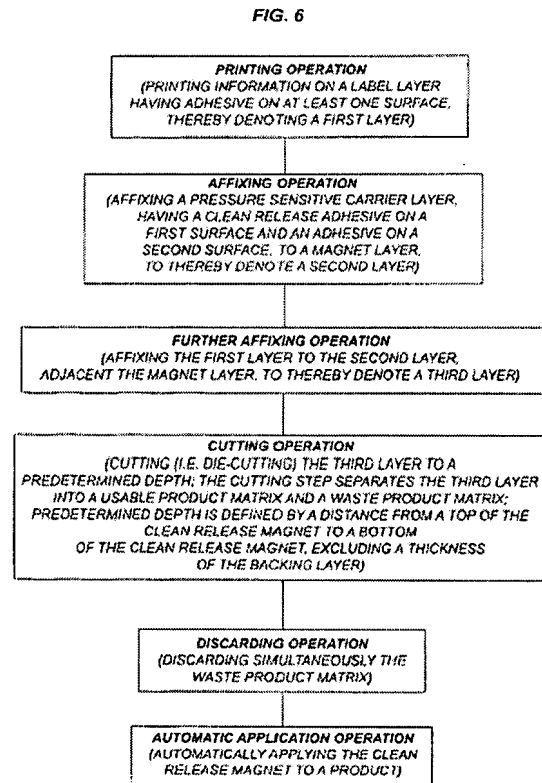 FIG. 6
PRINTING OPERATION
(PRINTING INFORMATION ON A LABEL LAYER
HAVING ADHESIVE ON AT LEAST ONE SURFACE,
THEREBY DENOTING A FIRST LAYER)
AFFIXING OPERATION
(AFFIXING A PRESSURE SENSITIVE CARRIER LAYER,
HAVING A CLEAN RELEASE ADHESIVE ON A
FIRST SURFACE AND AN ADHESIVE ON A
SECOND SURFACE, TO A MAGNET LAYER,
TO THEREBY DENOTE A SECOND LAYER)
FURTHER AFFIXING OPERATION
(AFFIXING THE FIRST LAYER TO THE SECOND LAYER,
ADJACENT THE MAGNET LAYER, TO THEREBY DENOTE A THIRD LAYER)
CUTTING OPERATION
(CUTTING (I.E. DIE-CUTTING) THE THIRD LAYER TO A
PREDETERMINED DEPTH; THE CUTTING STEP SEPARATES THE THIRD LAYER
INTO A USABLE PRODUCT MATRIX AND A WASTE PRODUCT MATRIX;
PREDETERMINED DEPTH IS DEFINED BY A DISTANCE FROM A TOP OF THE
CLEAN RELEASE MAGNET TO A BOTTOM
OF THE CLEAN RELEASE MAGNET, EXCLUDING A THICKNESS
OF THE BACKING LAYER)
DISCARDING OPERATION
(DISCARDING SIMULTANEOUSLY THE
WASTE PRODUCT MATRIX)
AUTOMATIC APPLICATION OPERATION
(AUTOMATICALLY APPLYING THE CLEAN
RELEASE MAGNET TO A PRODUCT)